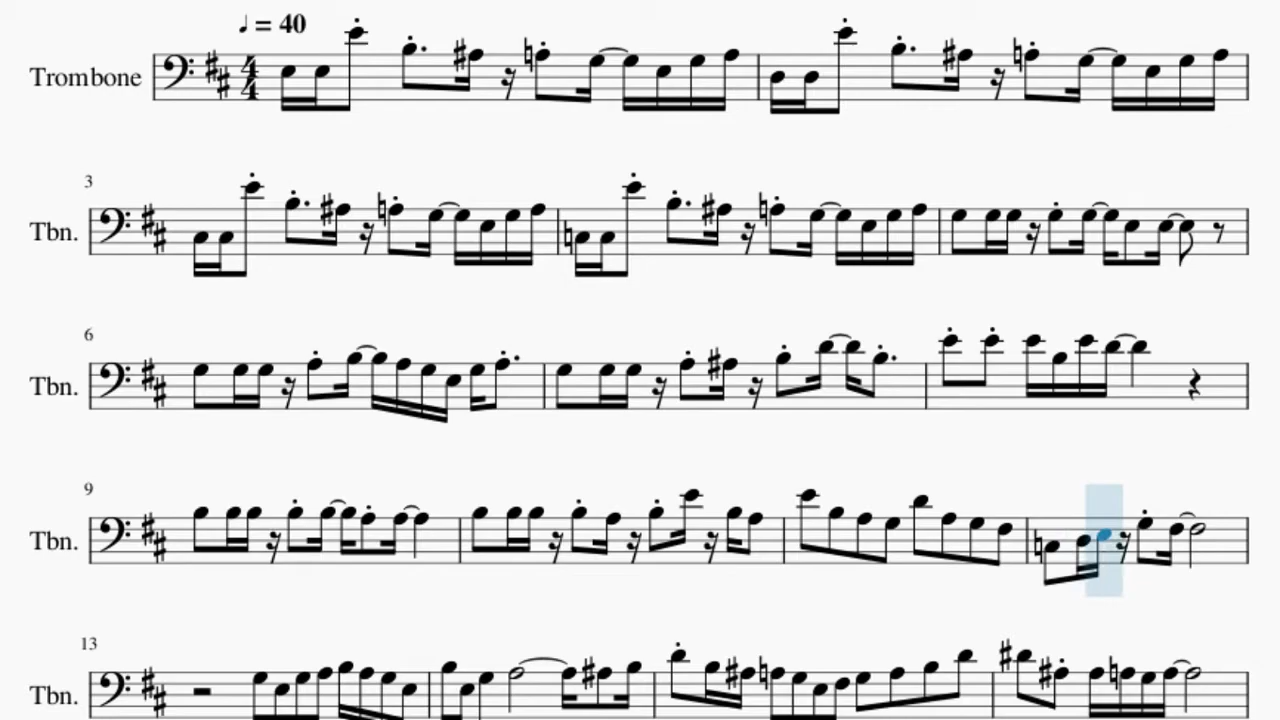 ♩ = 40
Trombone
4
4
3
Tbn.
6
Tbn.
9
Tbn.
13
Tbn.